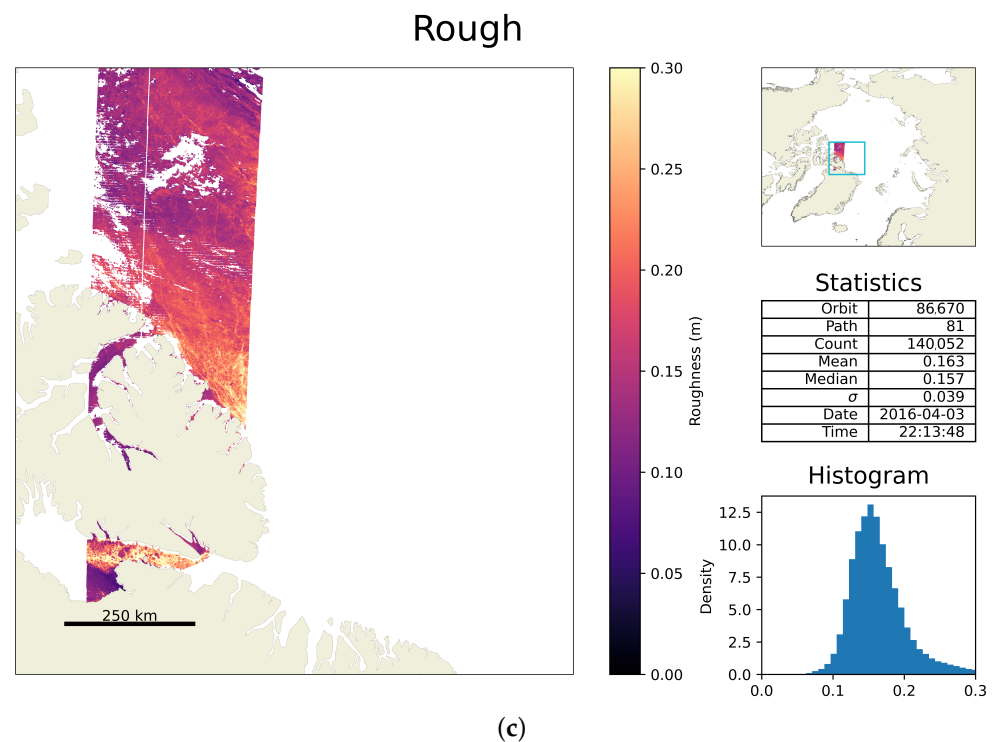 Rough
250 km
0.30
0.25
0.20
0.15
0.10
0.05
0.00
Roughness (m)
Statistics
Orbit 86,670
Path 81
Count 140,052
Mean 0.163
Median 0.157
σ 0.039
Date 2016-04-03
Time 22:13:48
Histogram
Density
12.5
10.0
7.5
5.0
2.5
0.0
0.0 0.1 0.2 0.3
(c)